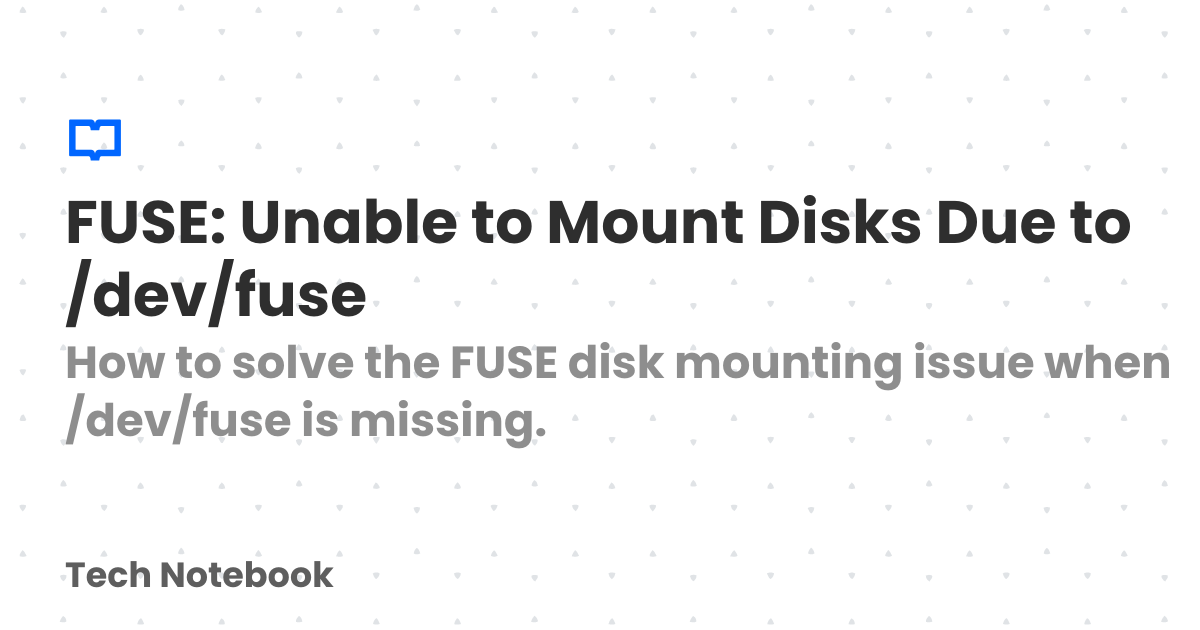 FUSE: Unable to Mount Disks Due to
/dev/fuse
How to solve the FUSE disk mounting issue when
/dev/fuse is missing.
Tech Notebook